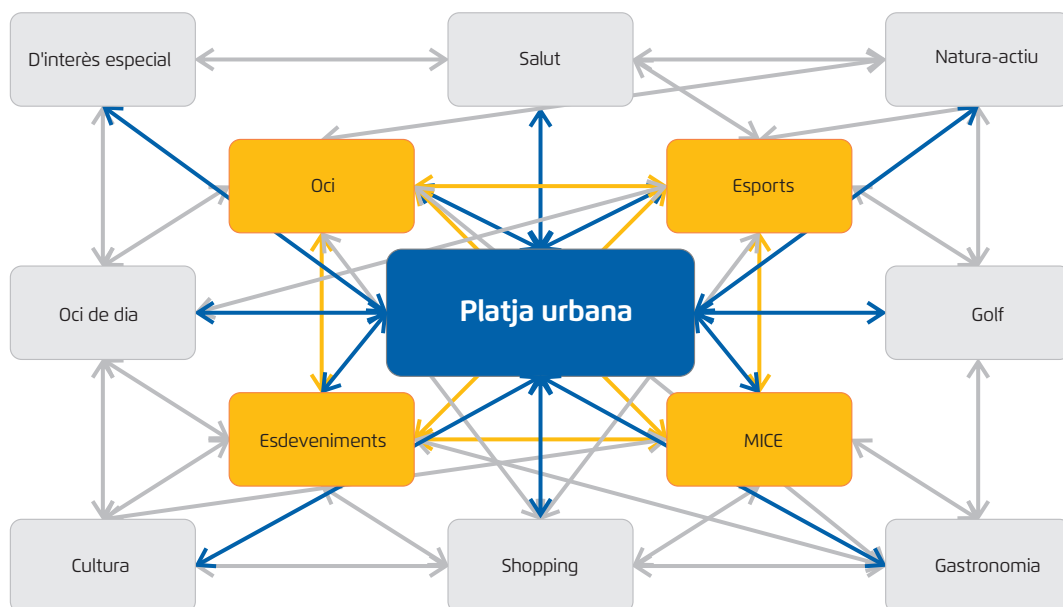 D'interès especial
Salut
Natura-actiu
Oci
Esports
Oci de dia
Platja urbana
Golf
Esdeveniments
MICE
Cultura
Shopping
Gastronomia